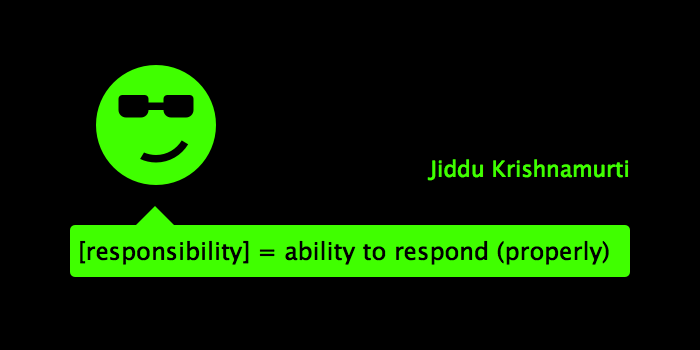 Jiddu Krishnamurti
[responsibility] = ability to respond (properly)